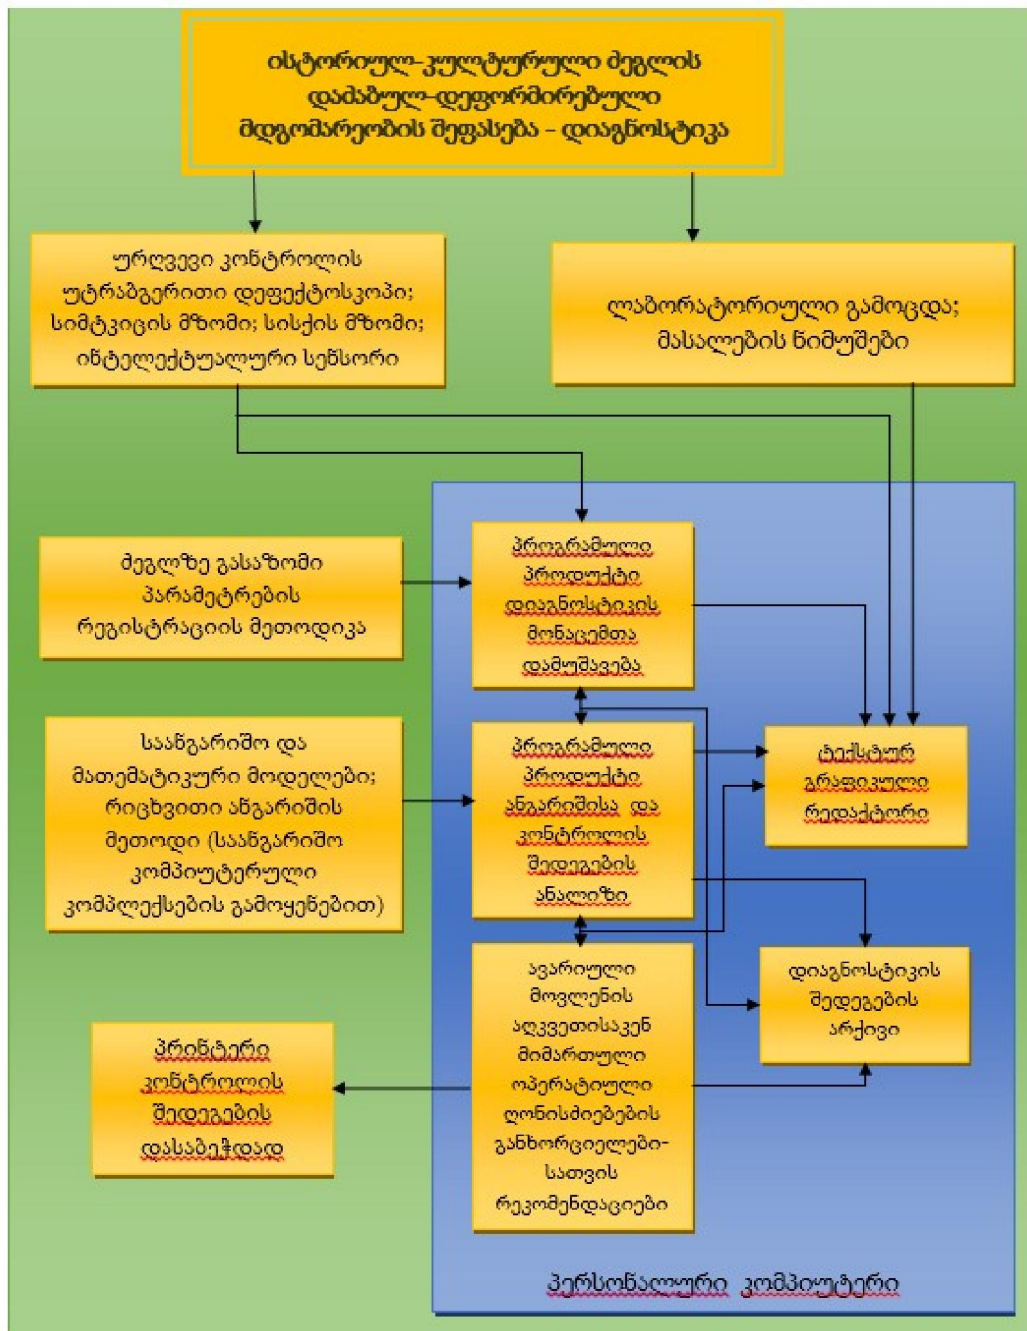 ისტორიულ-კულტურული ძეგლის
დაძაბულ-დეფორმირებული
მდგომარეობის შეფასება - დიაგნოსტიკა
ურღვევი კონტროლის
უტრაბგერითი დეფექტოსკოპი;
სიმტკიცის მზომი; სისქის მზომი;
ინტელექტუალური სენსორი
ლაბორატორიული გამოცდა;
მასალების ნიმუშები
ძეგლზე გასაზომი
პარამეტრების
რეგისტრაციის მეთოდიკა
პროგრამული
პროდუქტი
დიაგნოსტიკის
მონაცემთა
დამუშავება
საანგარიშო და
მათემატიკური მოდელები;
რიცხვითი ანგარიშის
მეთოდი (საანგარიშო
კომპიუტერული
კომპლექსების გამოყენებით)
პროგრამული
პროდუქტი
ანგარიშისა და
კონტროლის
შედეგების
ანალიზი
ტექსტურ
გრაფიკული
რედაქტორი
ავარიული
მოვლენის
აღკვეთისაკენ
მიმართული
ოპერატიული
ღონისძიებების
განხორციელები-
სათვის
რეკომენდაციები
დიაგნოსტიკის
შედეგების
არქივი
პრინტერი
კონტროლის
შედეგების
დასაბეჭდად
პერსონალური კომპიუტერი